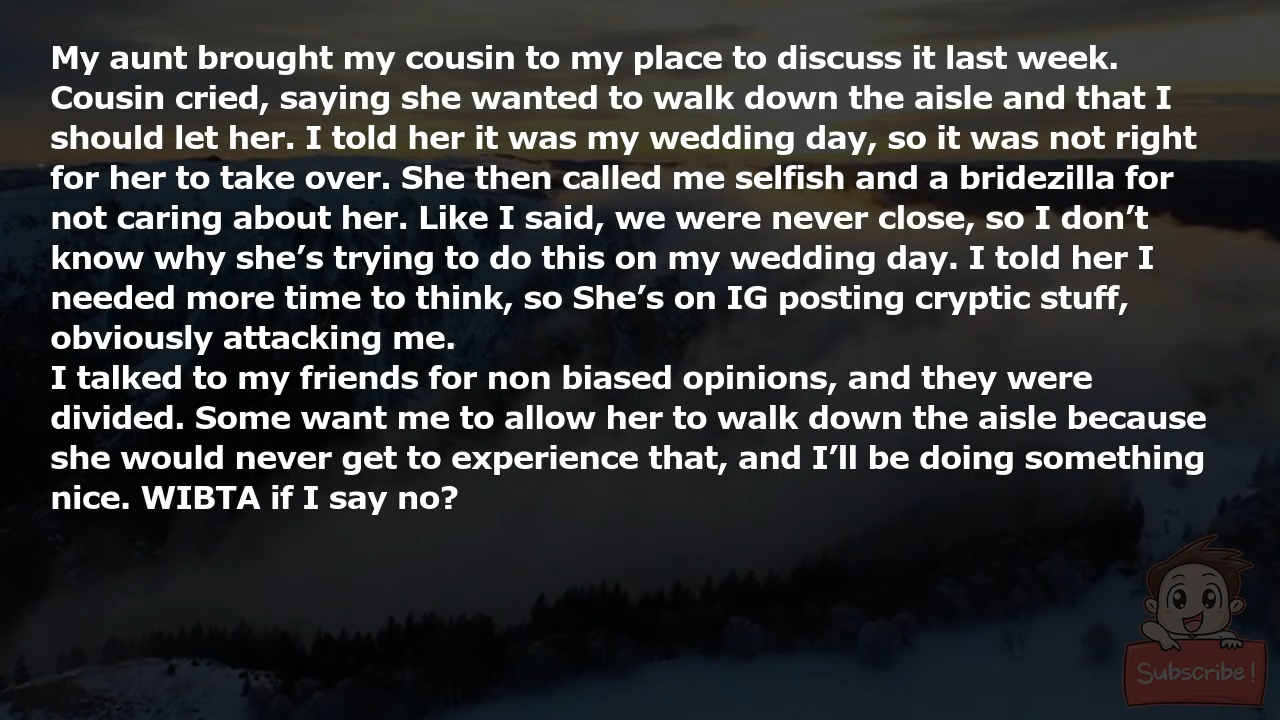 My aunt brought my cousin to my place to discuss it last week.
Cousin cried, saying she wanted to walk down the aisle and that I
should let her. I told her it was my wedding day, so it was not right
for her to take over. She then called me selfish and a bridezilla for
not caring about her. Like I said, we were never close, so I don’t
know why she’s trying to do this on my wedding day. I told her I
needed more time to think, so She’s on IG posting cryptic stuff,
obviously attacking me.
I talked to my friends for non biased opinions, and they were
divided. Some want me to allow her to walk down the aisle because
she would never get to experience that, and I’ll be doing something
nice. WIBTA if I say no?
Subscribe!